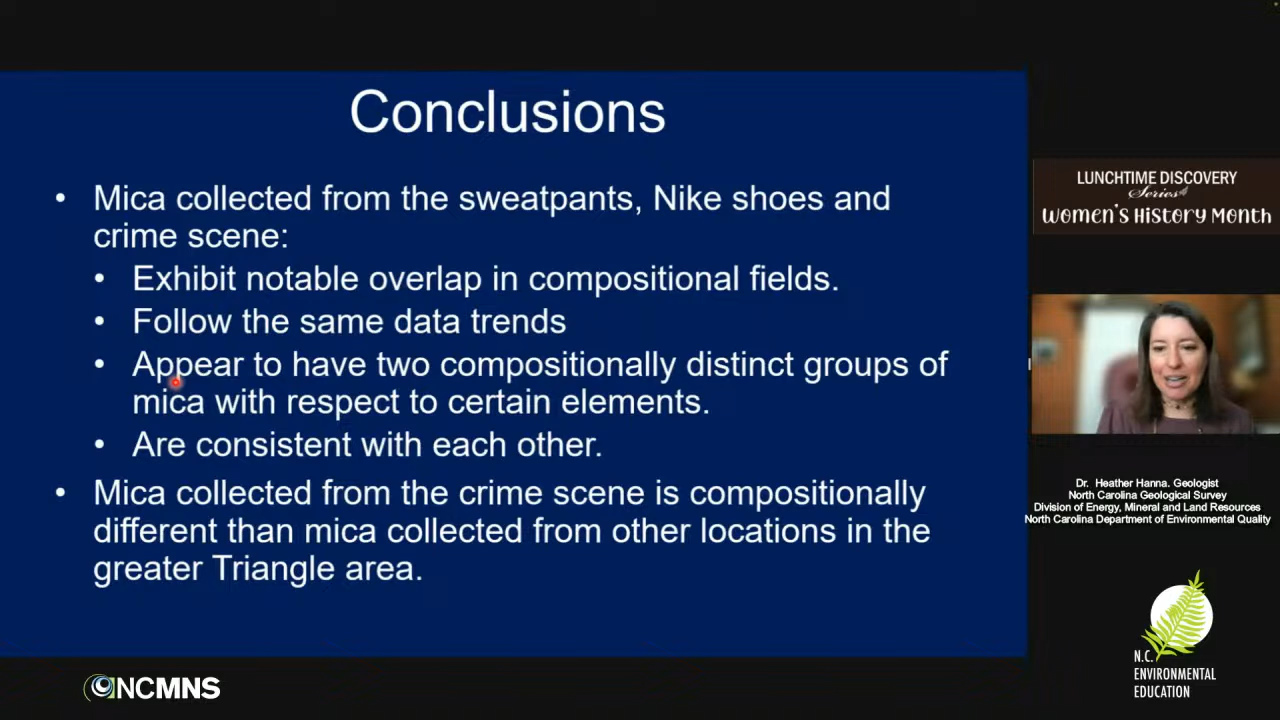 Conclusions
• Mica collected from the sweatpants, Nike shoes and
crime scene:
• Exhibit notable overlap in compositional fields.
• Follow the same data trends
• Appear to have two compositionally distinct groups of
mica with respect to certain elements.
• Are consistent with each other.
• Mica collected from the crime scene is compositionally
different than mica collected from other locations in the
greater Triangle area.
LUNCHTIME DISCOVERY
Series
Women's History Month
Dr. Heather Hanna. Geologist
North Carolina Geological Survey
Division of Energy, Mineral and Land Resources
North Carolina Department of Environmental Quality
NCMNS
N.C.
ENVIRONMENTAL
EDUCATION